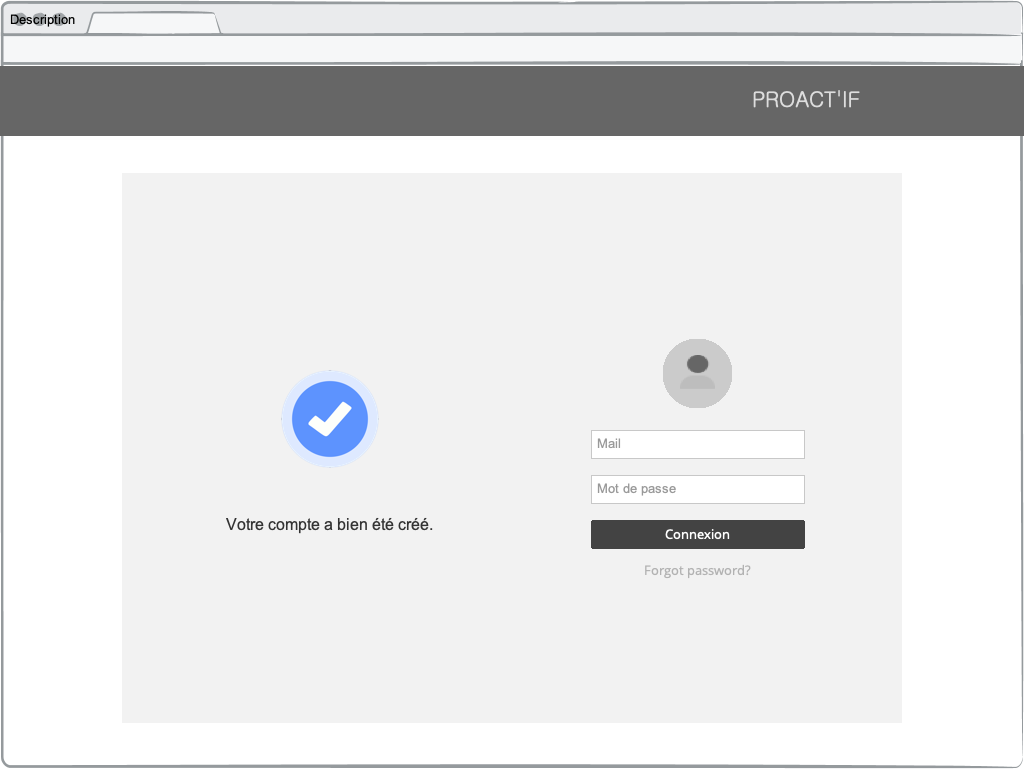 Description
PROACT'IF
Votre compte a bien été créé.
Mail
Mot de passe
Connexion
Forgot password?